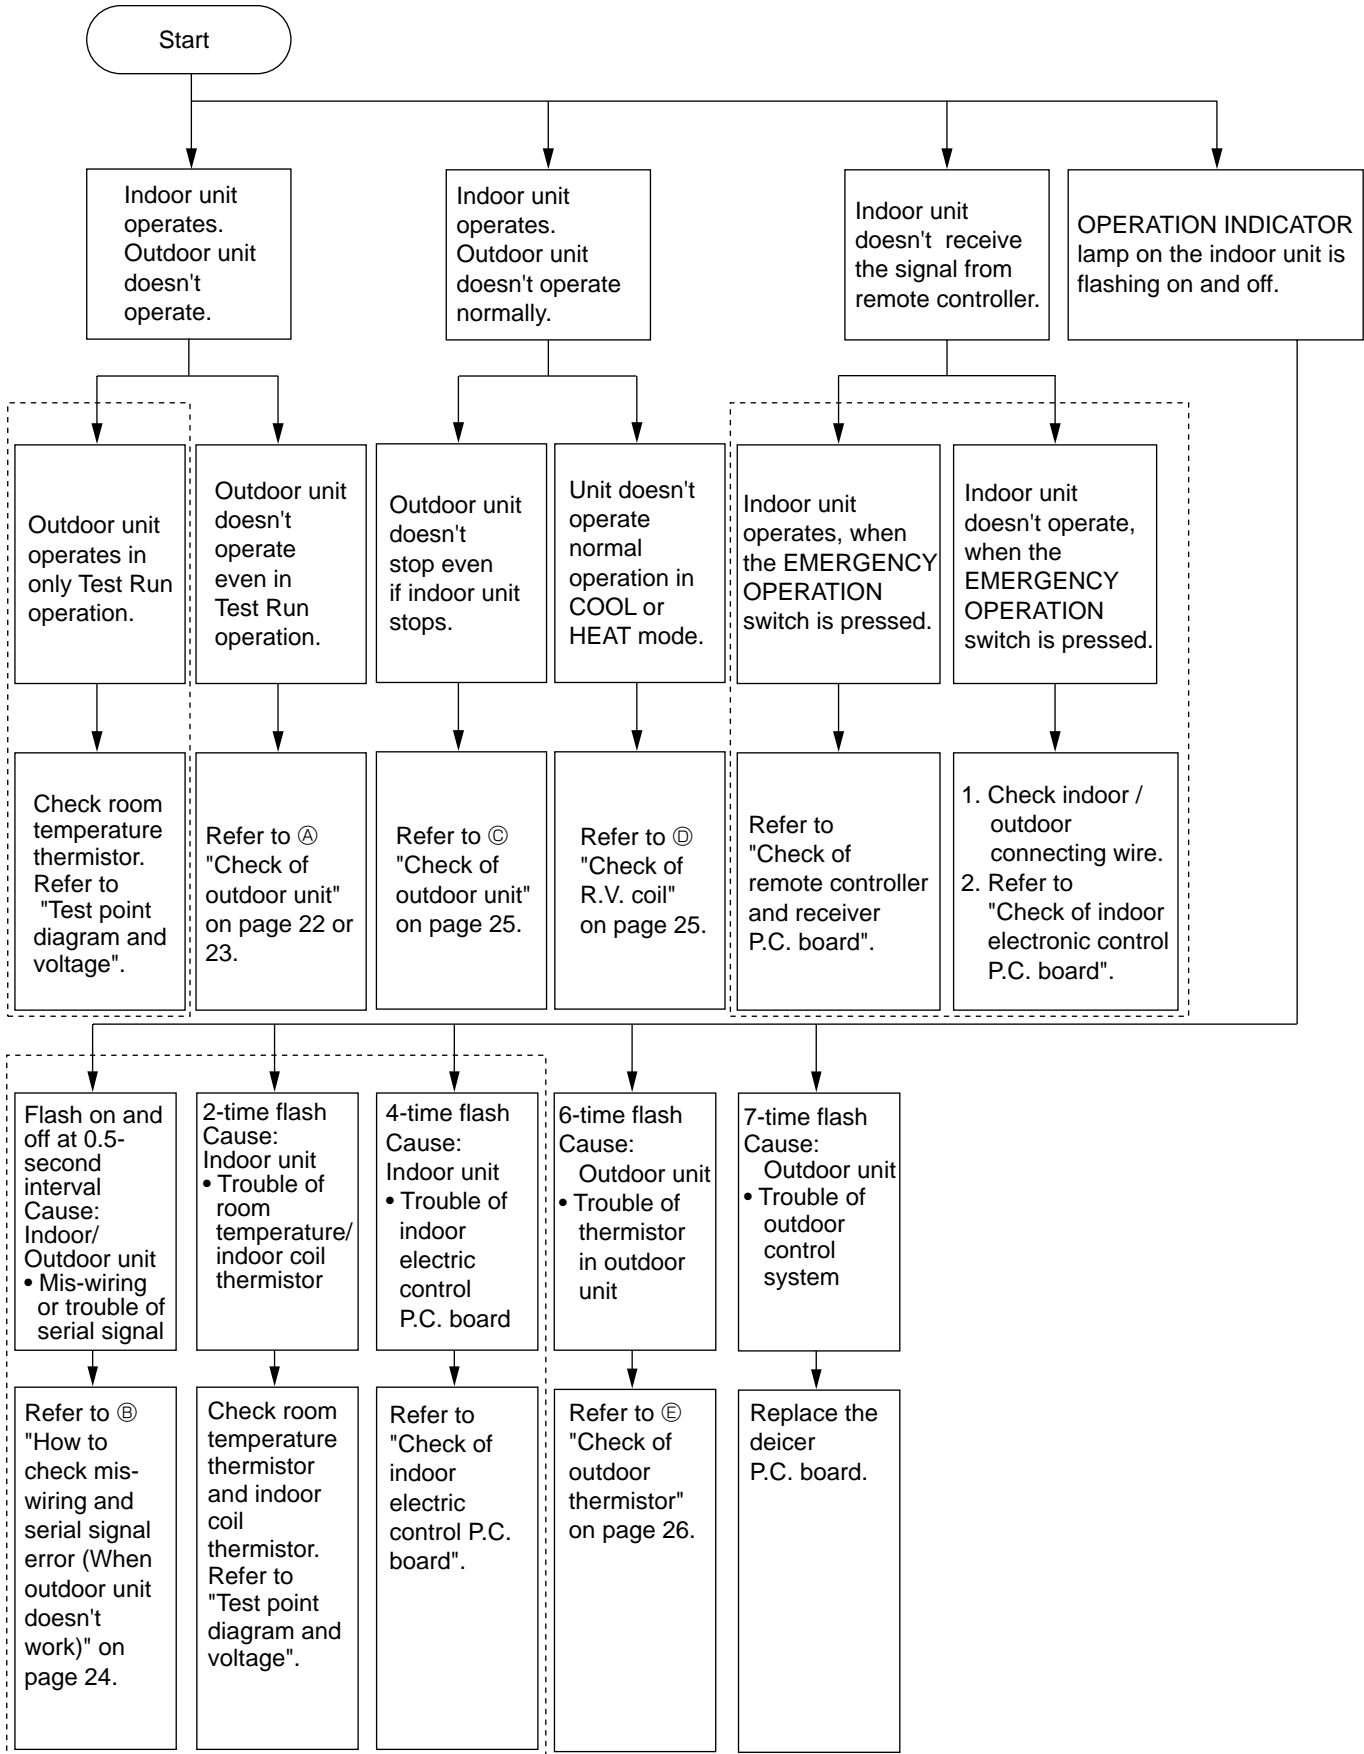 Start
Indoor unit
operates.
Outdoor unit
doesn't
operate.
Indoor unit
operates.
Outdoor unit
doesn't operate
normally.
Indoor unit
doesn't receive
the signal from
remote controller.
OPERATION INDICATOR
lamp on the indoor unit is
flashing on and off.
Outdoor unit
operates in
only Test Run
operation.
Outdoor unit
doesn't
operate
even in
Test Run
operation.
Outdoor unit
doesn't
stop even
if indoor unit
stops.
Unit doesn't
operate
normal
operation in
COOL or
HEAT mode.
Indoor unit
operates, when
the EMERGENCY
OPERATION
switch is pressed.
Indoor unit
doesn't operate,
when the
EMERGENCY
OPERATION
switch is pressed.
Check room
temperature
thermistor.
Refer to
"Test point
diagram and
voltage".
Refer to Ⓐ
"Check of
outdoor unit"
on page 22 or
23.
Refer to Ⓒ
"Check of
outdoor unit"
on page 25.
Refer to Ⓓ
"Check of
R.V. coil"
on page 25.
Refer to
"Check of
remote controller
and receiver
P.C. board".
1. Check indoor /
outdoor
connecting wire.
2. Refer to
"Check of indoor
electronic control
P.C. board".
Flash on and
off at 0.5-
second
interval
Cause:
Indoor/
Outdoor unit
• Mis-wiring
or trouble of
serial signal
2-time flash
Cause:
Indoor unit
• Trouble of
room
temperature/
indoor coil
thermistor
4-time flash
Cause:
Indoor unit
• Trouble of
indoor
electric
control
P.C. board
6-time flash
Cause:
Outdoor unit
• Trouble of
thermistor
in outdoor
unit
7-time flash
Cause:
Outdoor unit
• Trouble of
outdoor
control
system
Refer to Ⓑ
"How to
check mis-
wiring and
serial signal
error (When
outdoor unit
doesn't
work)" on
page 24.
Check room
temperature
thermistor
and indoor
coil
thermistor.
Refer to
"Test point
diagram and
voltage".
Refer to
"Check of
indoor
electric
control P.C.
board".
Refer to Ⓔ
"Check of
outdoor
thermistor"
on page 26.
Replace the
deicer
P.C. board.